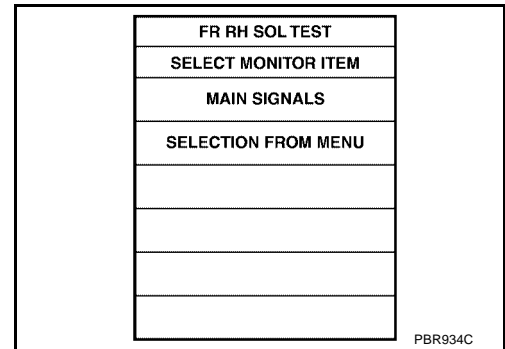 FR RH SOL TEST
SELECT MONITOR ITEM
MAIN SIGNALS
SELECTION FROM MENU
PBR934C